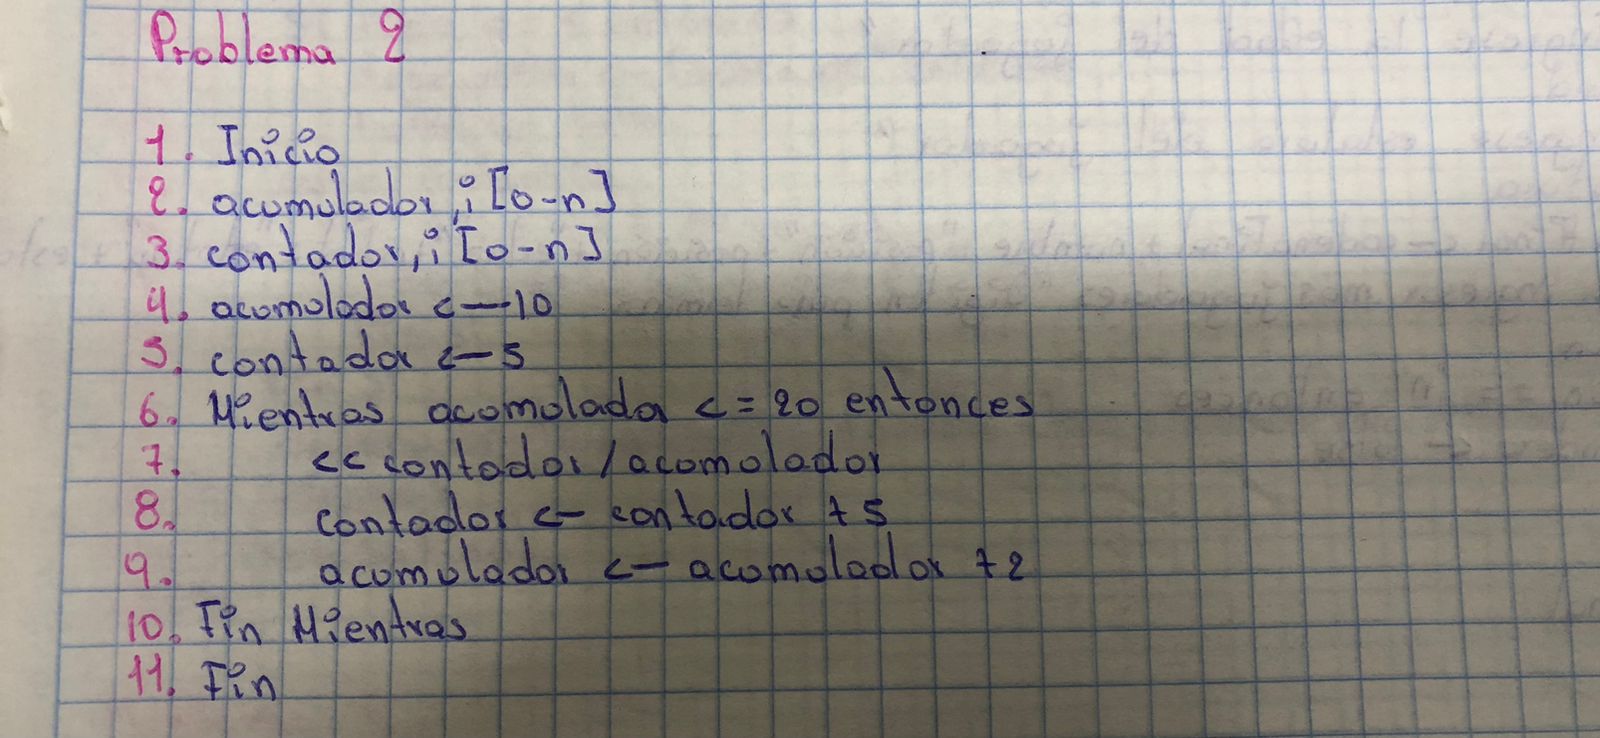 Problema 2
1. Inicio
2. acumulador, i [0-n]
3. contador, i [0-n]
4. acumulador <— 10
5. contador <— 5
6. Mientras acumulador <= 20 entonces
7. << contador / acumulador
8. contador <— contador + 5
9. acumulador <— acumulador + 2
10. Fin Mientras
11. Fin